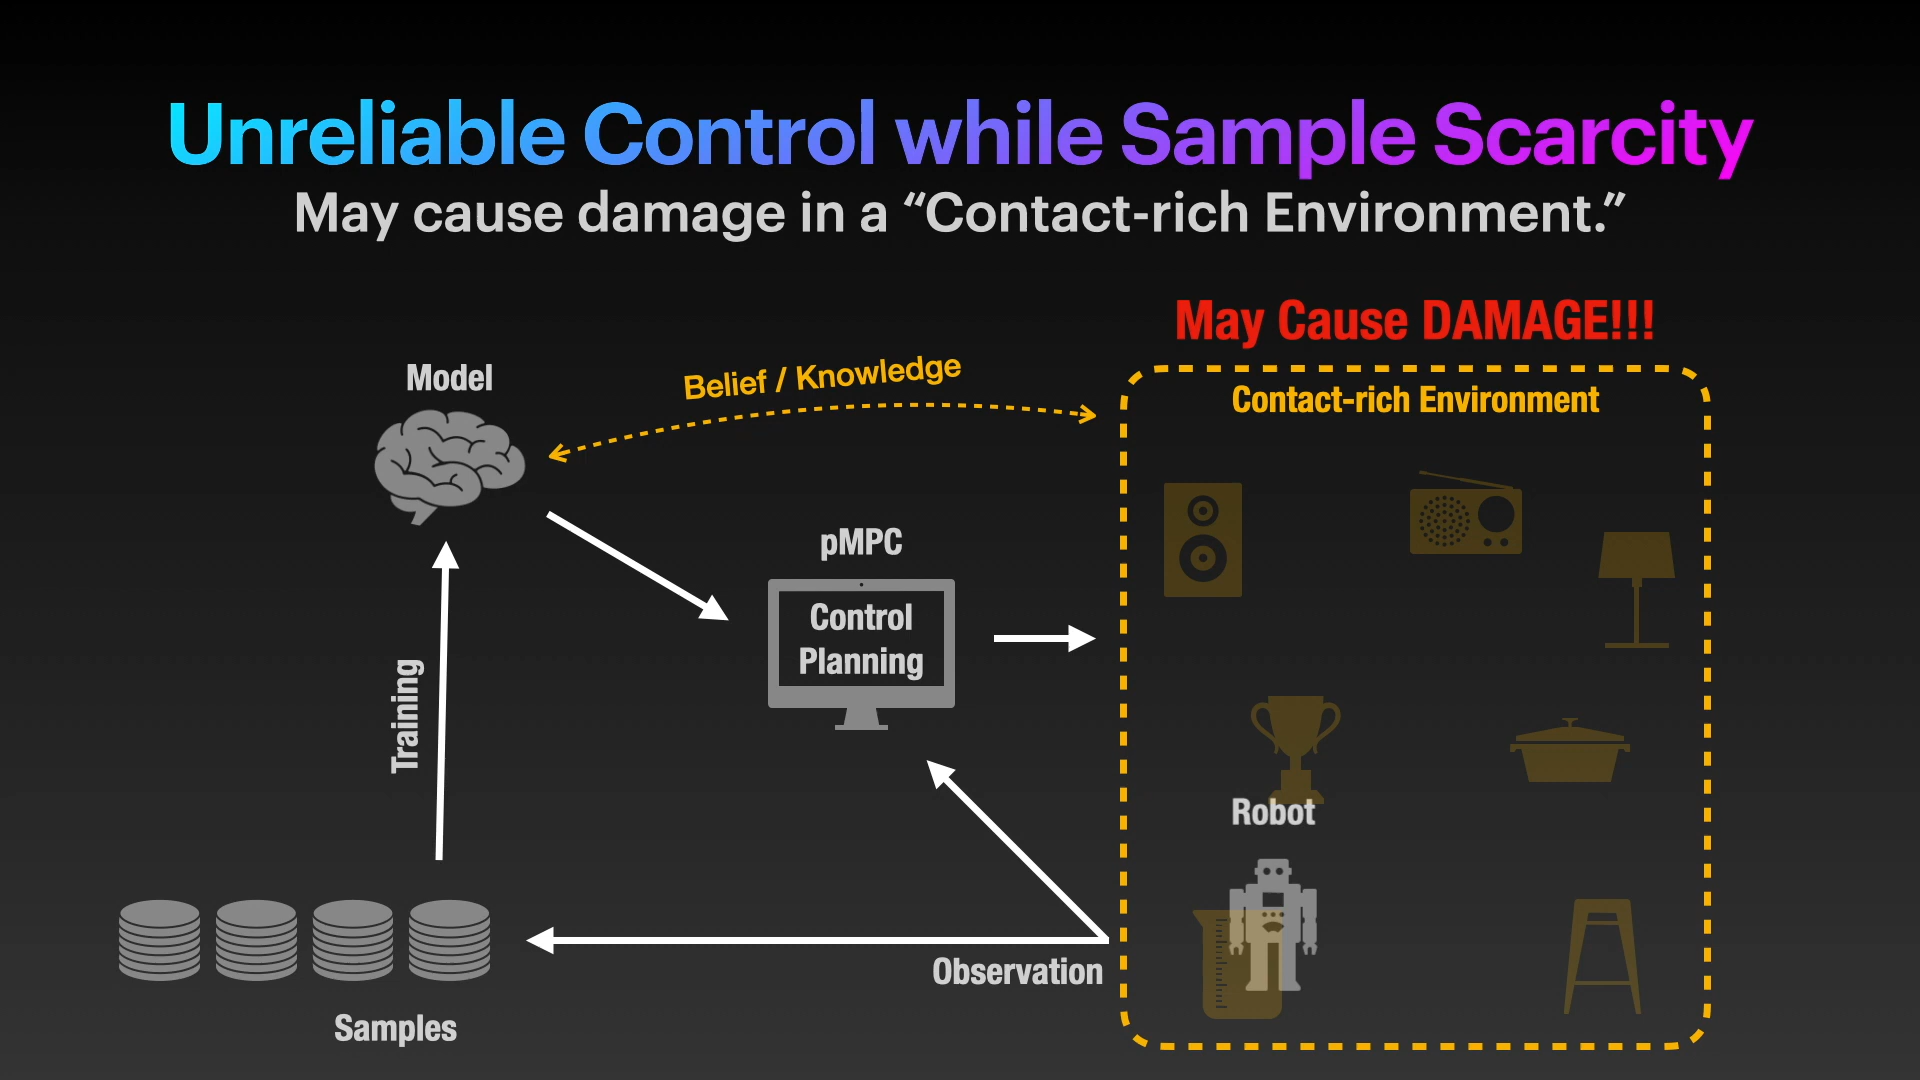 Unreliable Control while Sample Scarcity
May cause damage in a “Contact-rich Environment.”
May Cause DAMAGE!!!
Model
Belief / Knowledge
Contact-rich Environment
pMPC
Control
Planning
Training
Robot
Observation
Samples